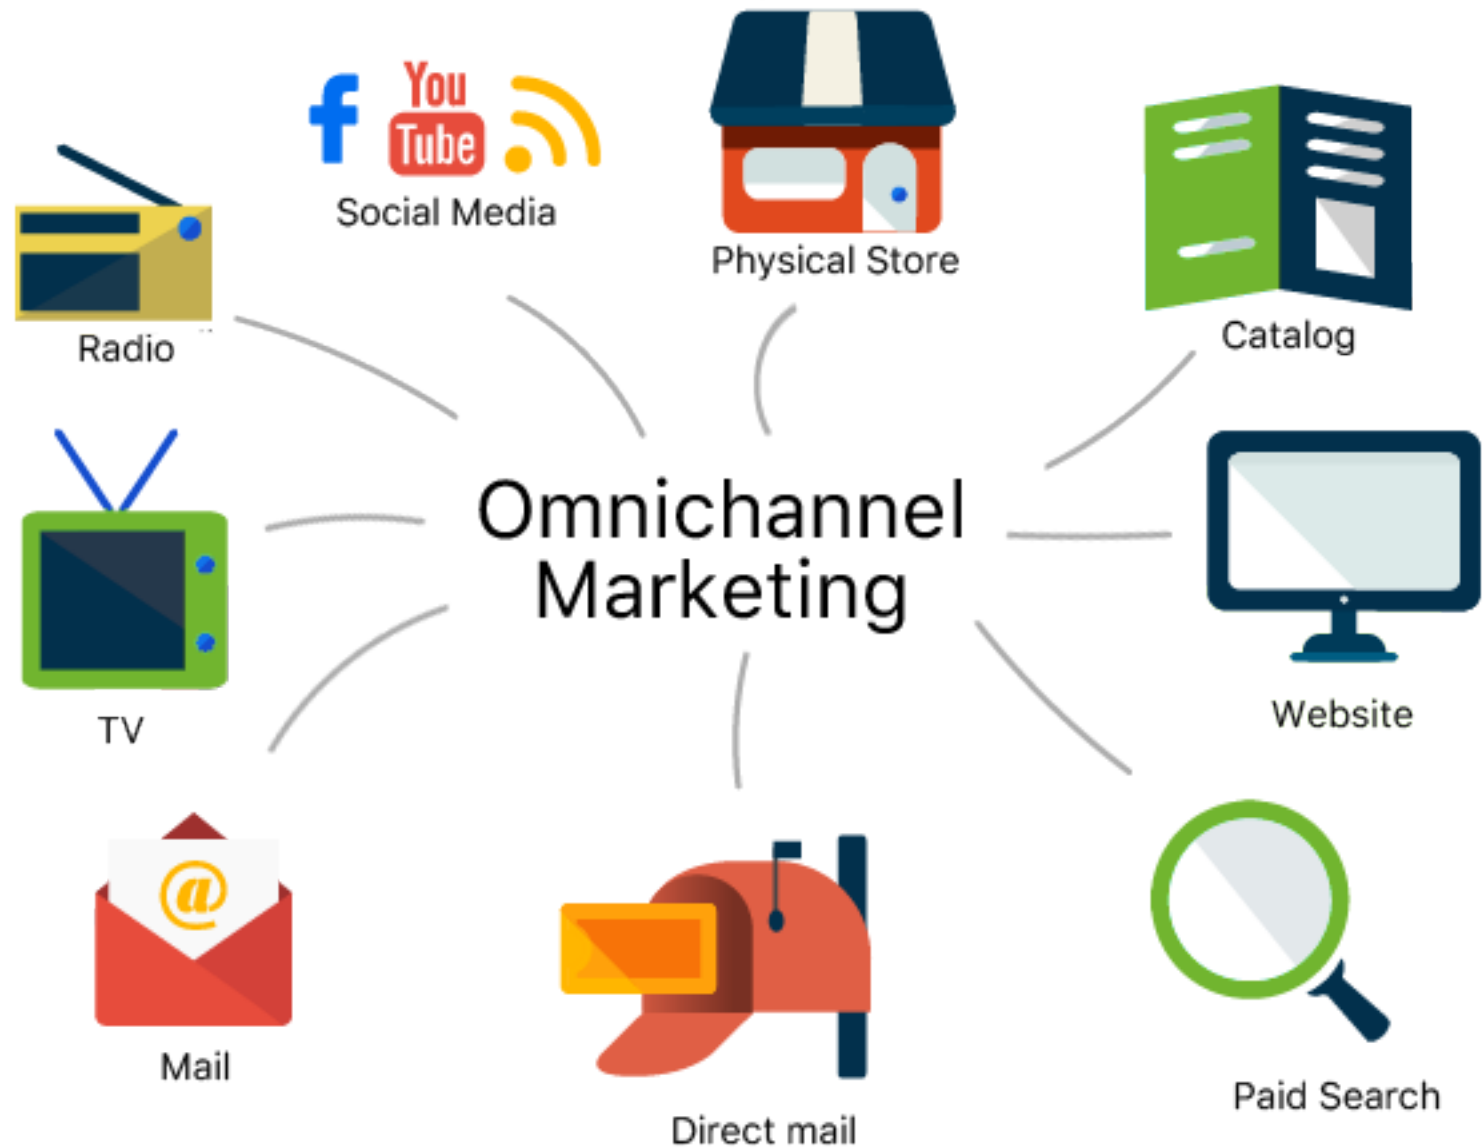 You
Tube
Social Media
Physical Store
Radio
Catalog
Omnichannel
Marketing
TV
Website
@
Mail
Direct mail
Paid Search